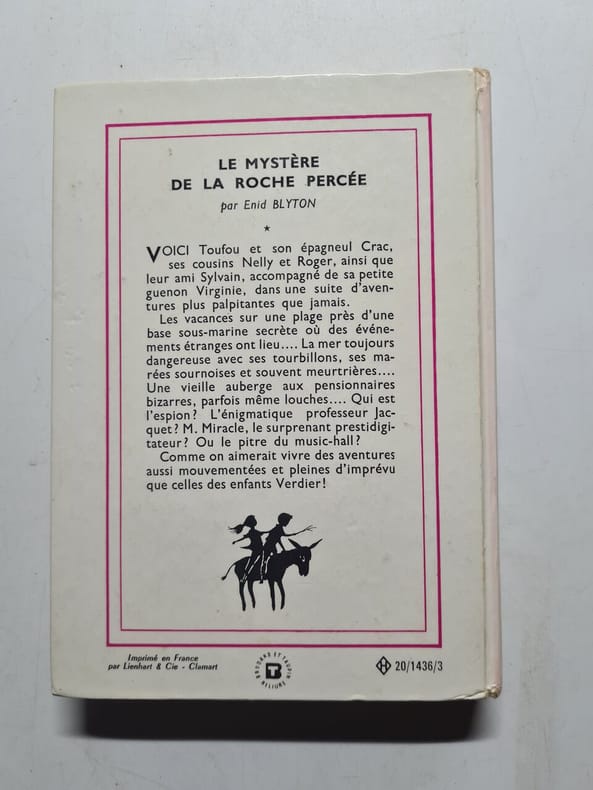 LE MYSTÈRE
DE LA ROCHE PERCÉE
par Enid BLYTON
★
VOICI Toufou et son épagneul Crac,
ses cousins Nelly et Roger, ainsi que
leur ami Sylvain, accompagné de sa petite
guenon Virginie, dans une suite d'aven-
tures plus palpitantes que jamais.
Les vacances sur une plage près d'une
base sous-marine secrète où des événe-
ments étranges ont lieu.... La mer toujours
dangereuse avec ses tourbillons, ses ma-
rées sournoises et souvent meurtrières....
Une vieille auberge aux pensionnaires
bizarres, parfois même louches.... Qui est
l'espion? L'énigmatique professeur Jac-
quet? M. Miracle, le surprenant prestidigi-
tateur? Ou le pitre du music-hall?
Comme on aimerait vivre des aventures
aussi mouvementées et pleines d'imprévu
que celles des enfants Verdier!
Imprimé en France
par Lienhart & Cie - Clamart
BRODARD ET TAUPIN
RELIURE
20/1436/3